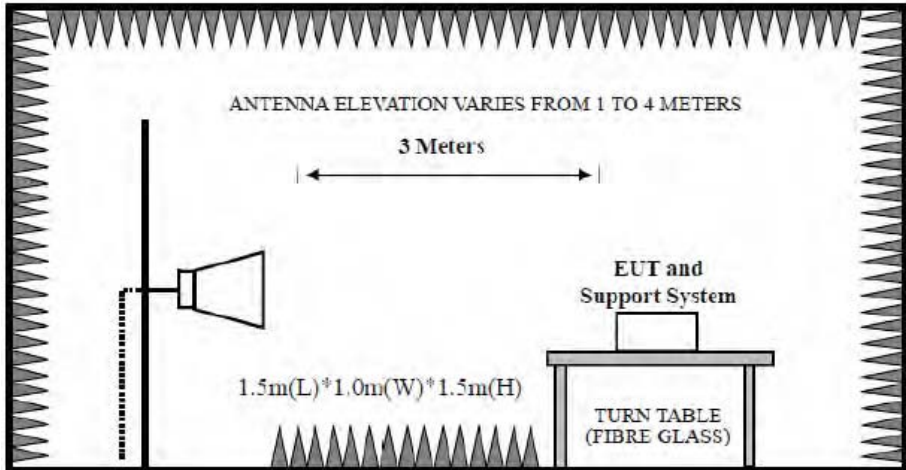 ANTENNA ELEVATION VARIES FROM 1 TO 4 METERS
3 Meters
EUT and
Support System
1.5m(L)*1.0m(W)*1.5m(H)
TURN TABLE
(FIBRE GLASS)